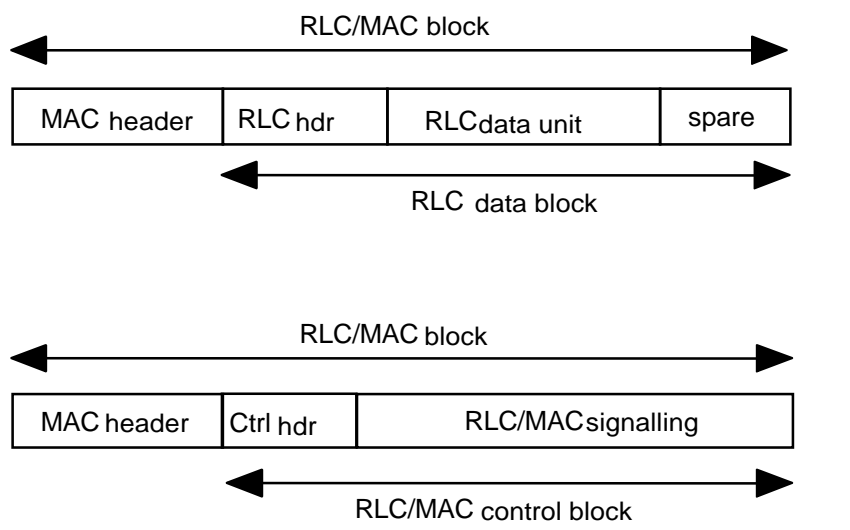 RLC/MAC block
MAC header RLC hdr RLC data unit spare
RLC data block
RLC/MAC block
MAC header Ctrl hdr RLC/MAC signalling
RLC/MAC control block